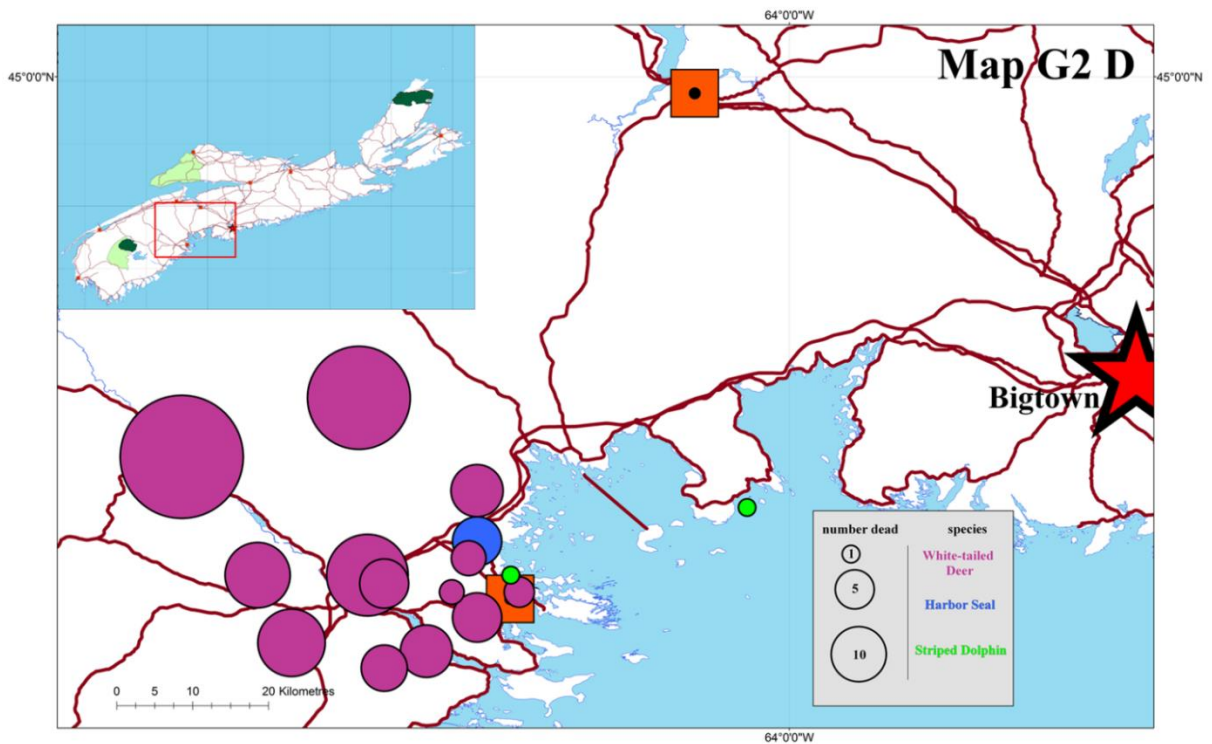 64°0'0"W
45°0'0"N
Map G2 D
45°0'0"N
Bigtown
number dead
species
1
White-tailed
Deer
5
Harbor Seal
10
Striped Dolphin
0 5 10 20 Kilometres
64°0'0"W